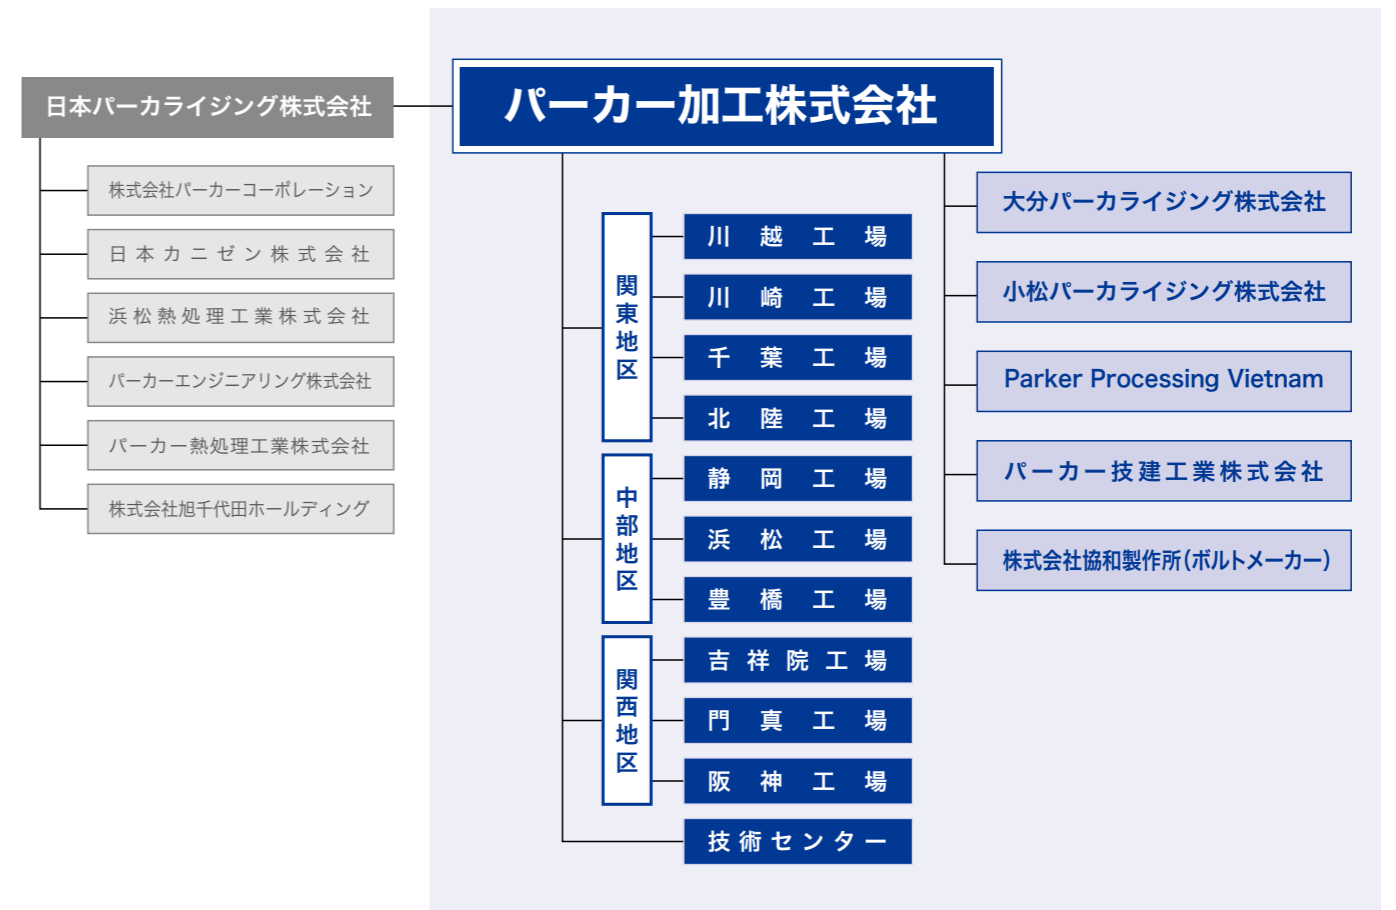 日本パーカライジング株式会社
株式会社パーカーコーポレーション
日本カニゼン株式会社
浜松熱処理工業株式会社
パーカーエンジニアリング株式会社
パーカー熱処理工業株式会社
株式会社旭千代田ホールディング
パーカー加工株式会社
関東地区
川越工場
川崎工場
千葉工場
北陸工場
中部地区
静岡工場
浜松工場
豊橋工場
関西地区
吉祥院工場
門真工場
阪神工場
技術センター
大分パーカライジング株式会社
小松パーカライジング株式会社
Parker Processing Vietnam
パーカー技建工業株式会社
株式会社協和製作所(ボルトメーカー)